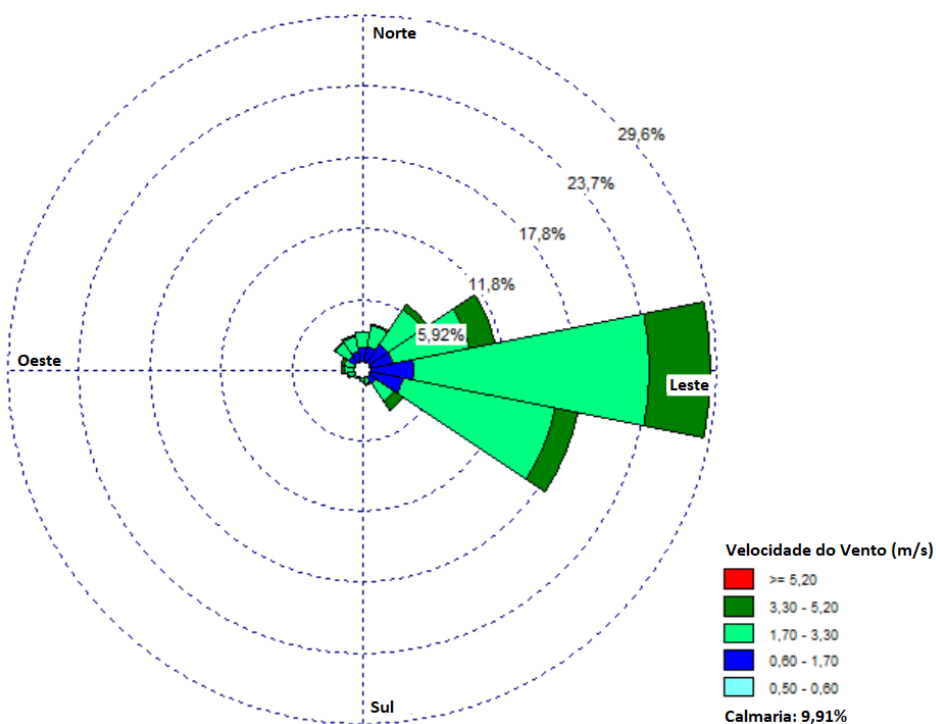 Norte
29,6%
23,7%
17,8%
11,8%
5,92%
Oeste
Leste
Sul
Velocidade do Vento (m/s)
>= 5,20
3,30 - 5,20
1,70 - 3,30
0,60 - 1,70
0,50 - 0,60
Calmaria: 9,91%